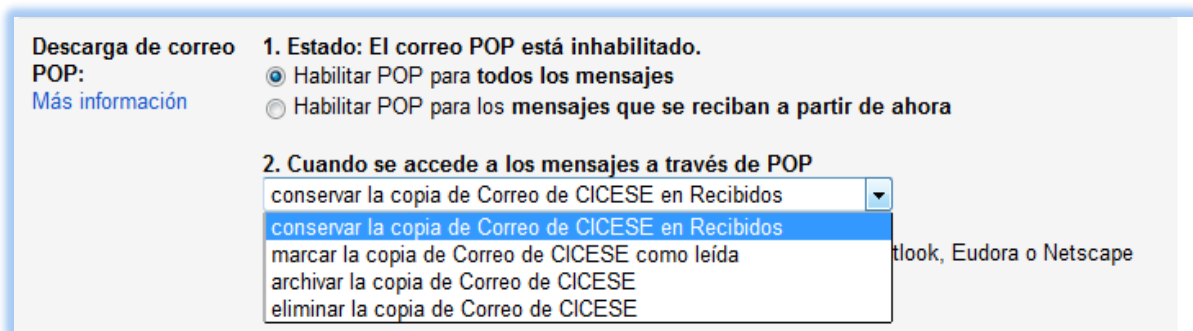 Descarga de correo POP:
Más información
1. Estado: El correo POP está inhabilitado.
Habilitar POP para todos los mensajes
Habilitar POP para los mensajes que se reciban a partir de ahora
2. Cuando se accede a los mensajes a través de POP
conservar la copia de Correo de CICESE en Recibidos
conservar la copia de Correo de CICESE en Recibidos
marcar la copia de Correo de CICESE como leída
archivar la copia de Correo de CICESE
eliminar la copia de Correo de CICESE
Eudora o Netscape